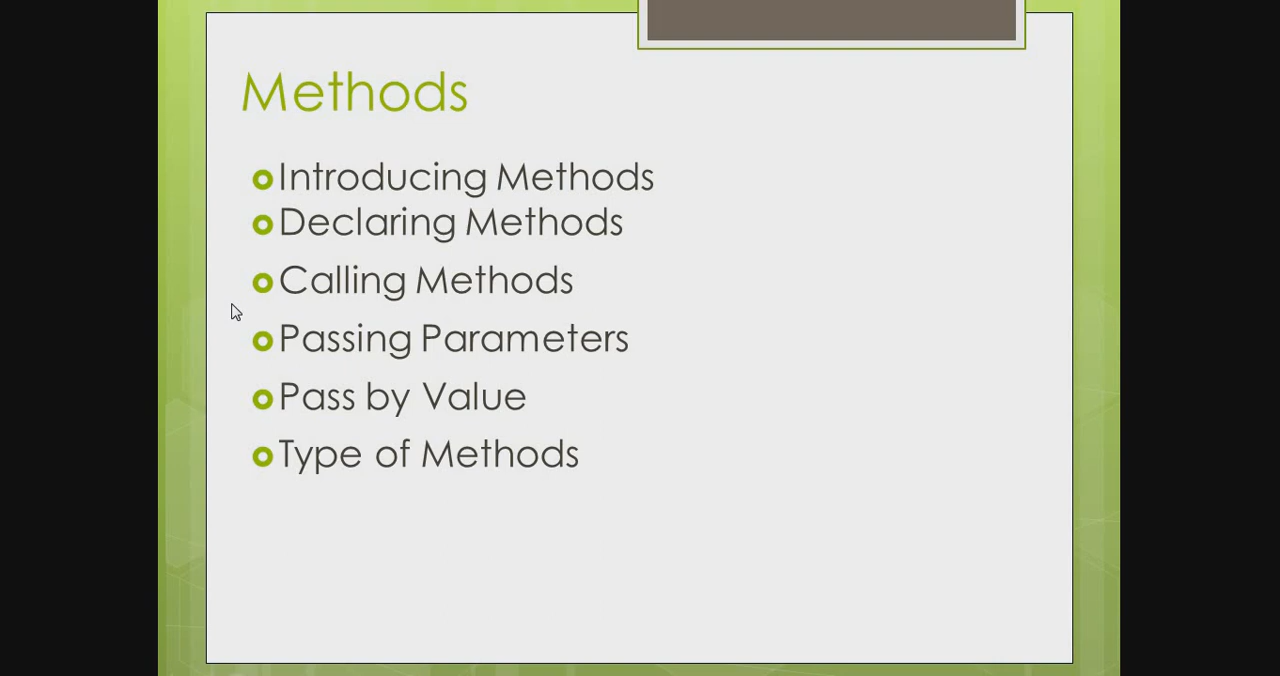 Methods
Introducing Methods
Declaring Methods
Calling Methods
Passing Parameters
Pass by Value
Type of Methods